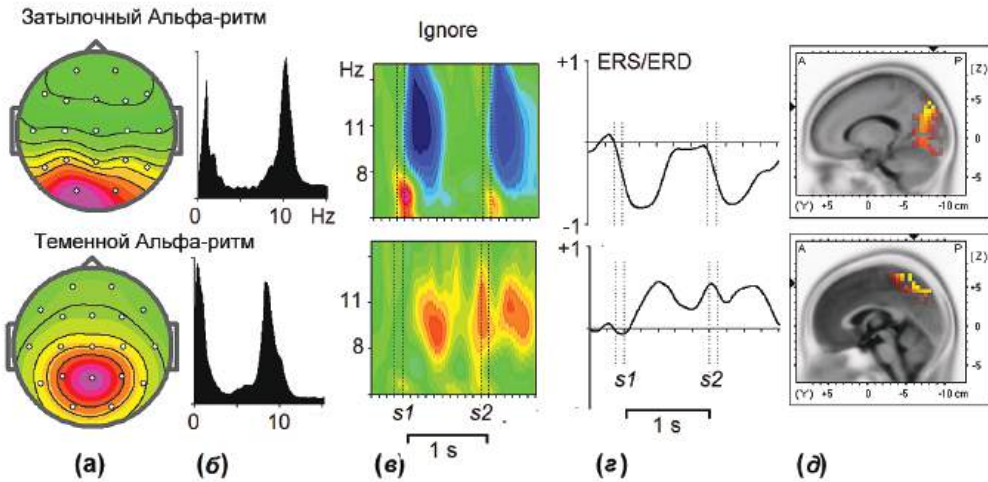 Затылочный Альфа-ритм
Ignore
Hz
11
8
ERS/ERD
+1
-1
A
P
[Z]
+5
0
-5
(Y)
+5
0
-5
-10 cm
0
10
Hz
Теменной Альфа-ритм
11
8
s1
s2
1 s
+1
s1
s2
1 s
A
P
[Z]
+5
0
-5
(Y)
+5
0
-5
-10 cm
0
10
(а)
(б)
(в)
(г)
(д)